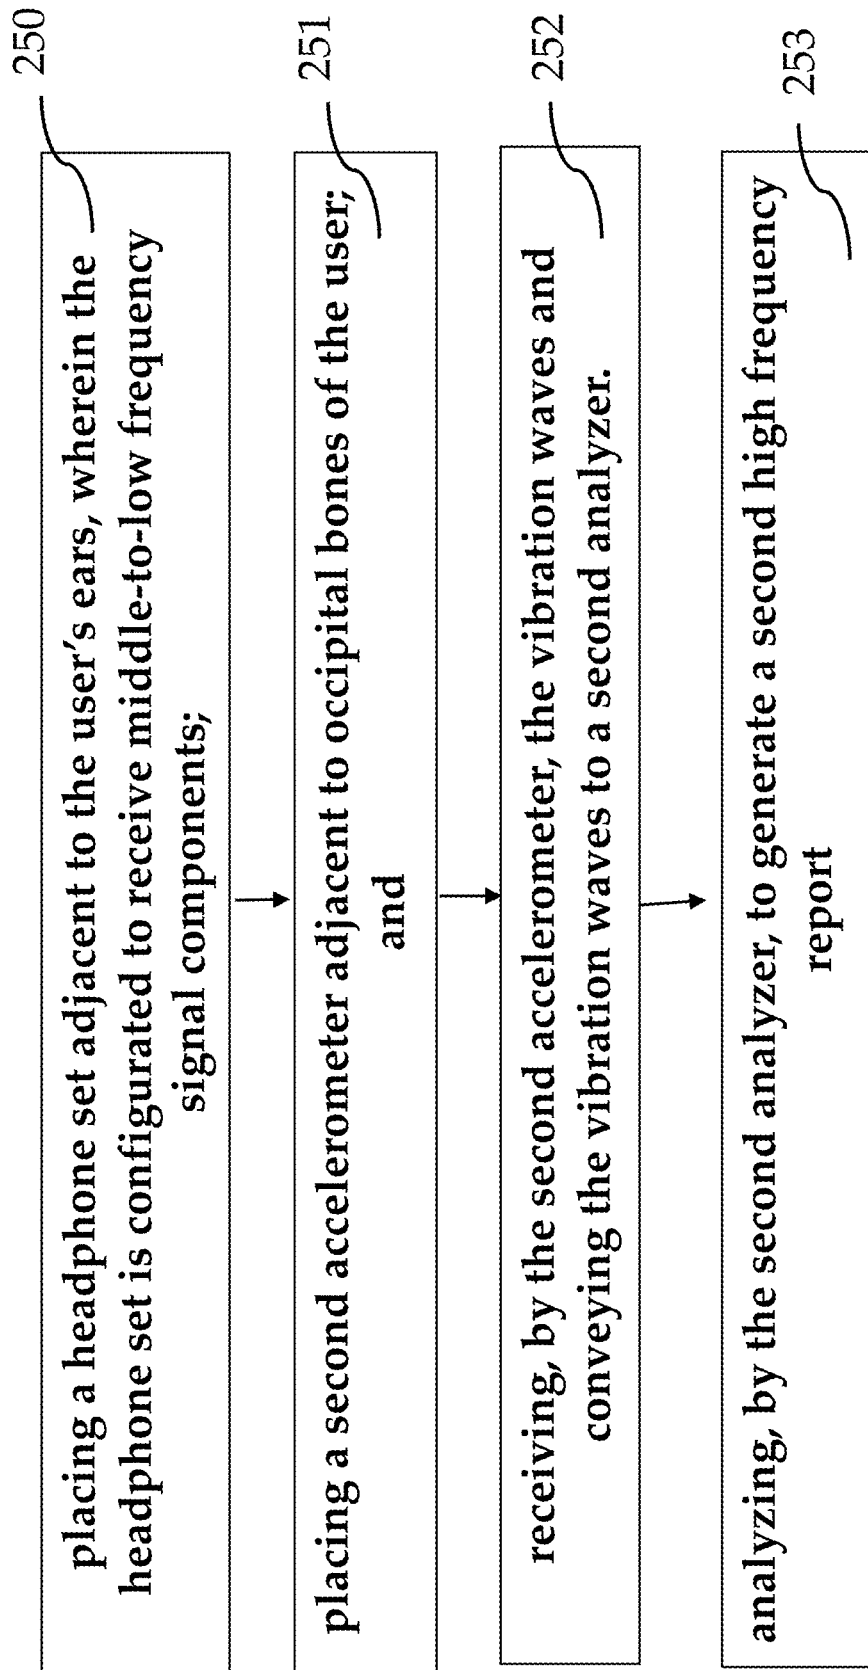 250
placing a headphone set adjacent to the user's ears, wherein the
headphone set is configurated to receive middle-to-low frequency
signal components;
251
placing a second accelerometer adjacent to occipital bones of the user;
and
252
receiving, by the second accelerometer, the vibration waves and
conveying the vibration waves to a second analyzer.
253
analyzing, by the second analyzer, to generate a second high frequency
report